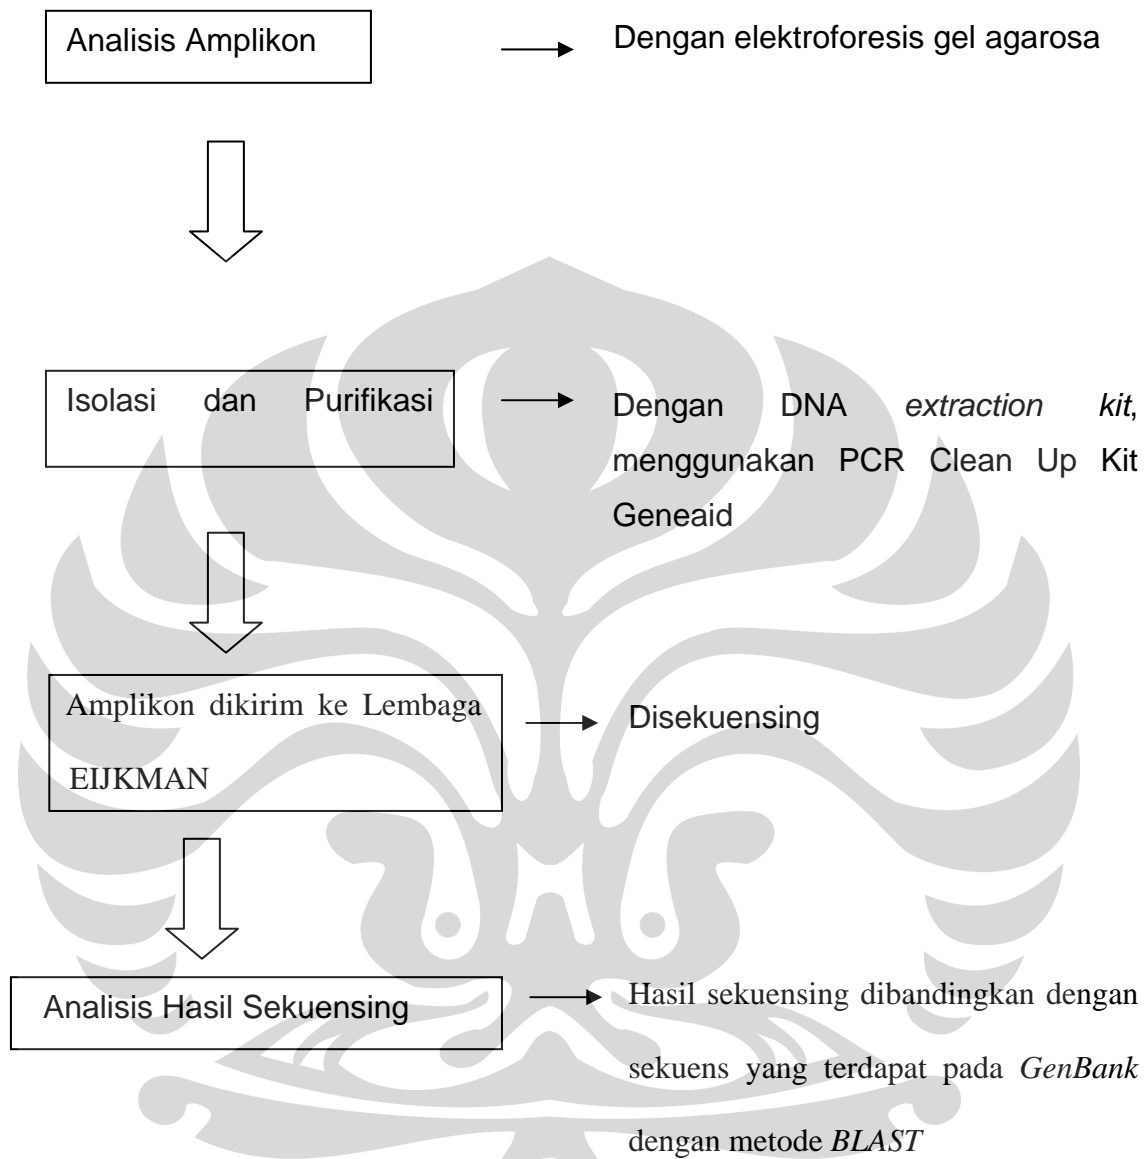 Analisis Amplikon
Dengan elektroforesis gel agarosa
Isolasi dan Purifikasi
Dengan DNA extraction kit,
menggunakan PCR Clean Up Kit
Geneaid
Amplikon dikirim ke Lembaga
EIJKMAN
Disekuensing
Analisis Hasil Sekuensing
Hasil sekuensing dibandingkan dengan
sekuens yang terdapat pada GenBank
dengan metode BLAST